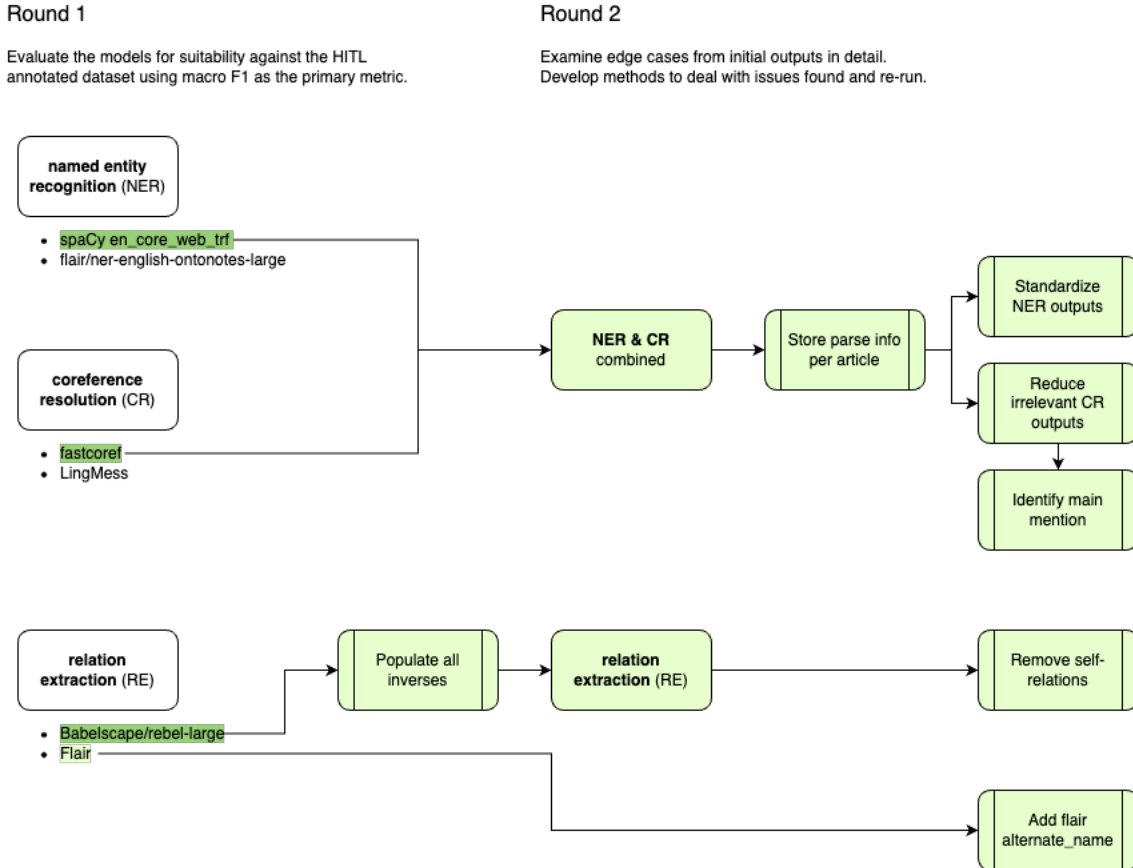 Round 1
Evaluate the models for suitability against the HITL
annotated dataset using macro F1 as the primary metric.
Round 2
Examine edge cases from initial outputs in detail.
Develop methods to deal with issues found and re-run.
named entity
recognition (NER)
• spaCy en_core_web_trf
• flair/ner-english-ontonotes-large
coreference
resolution (CR)
• fastcoref
• LingMess
NER & CR
combined
Store parse info
per article
Standardize
NER outputs
Reduce
irrelevant CR
outputs
Identify main
mention
relation
extraction (RE)
• Babelscape/rebel-large
• Flair
Populate all
inverses
relation
extraction (RE)
Remove self-
relations
Add flair
alternate_name